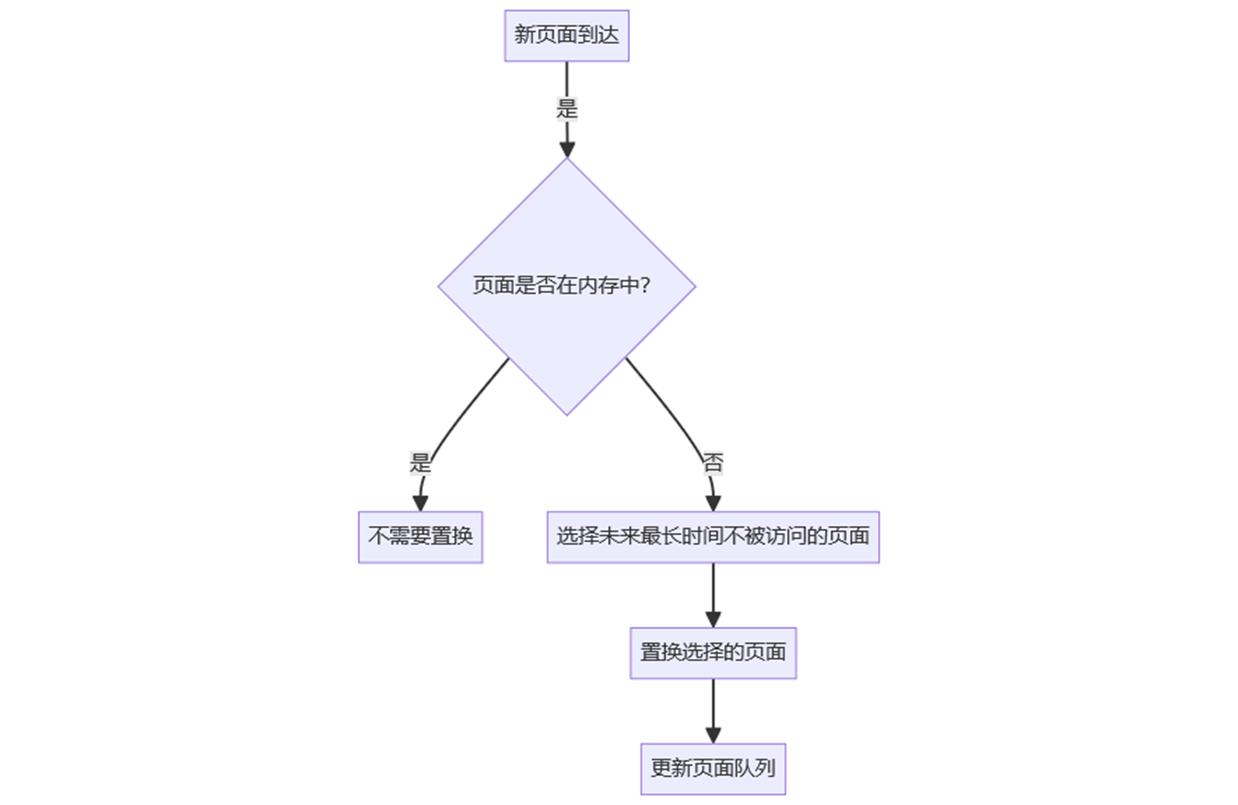 新页面到达
是
页面是否在内存中?
是
否
不需要置换
选择未来最长时间不被访问的页面
置换选择的页面
更新页面队列